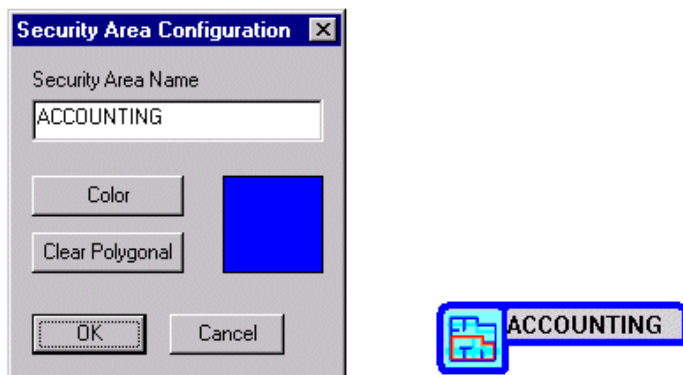 Security Area Configuration
Security Area Name
ACCOUNTING
Color
Clear Polygonal
OK Cancel
ACCOUNTING